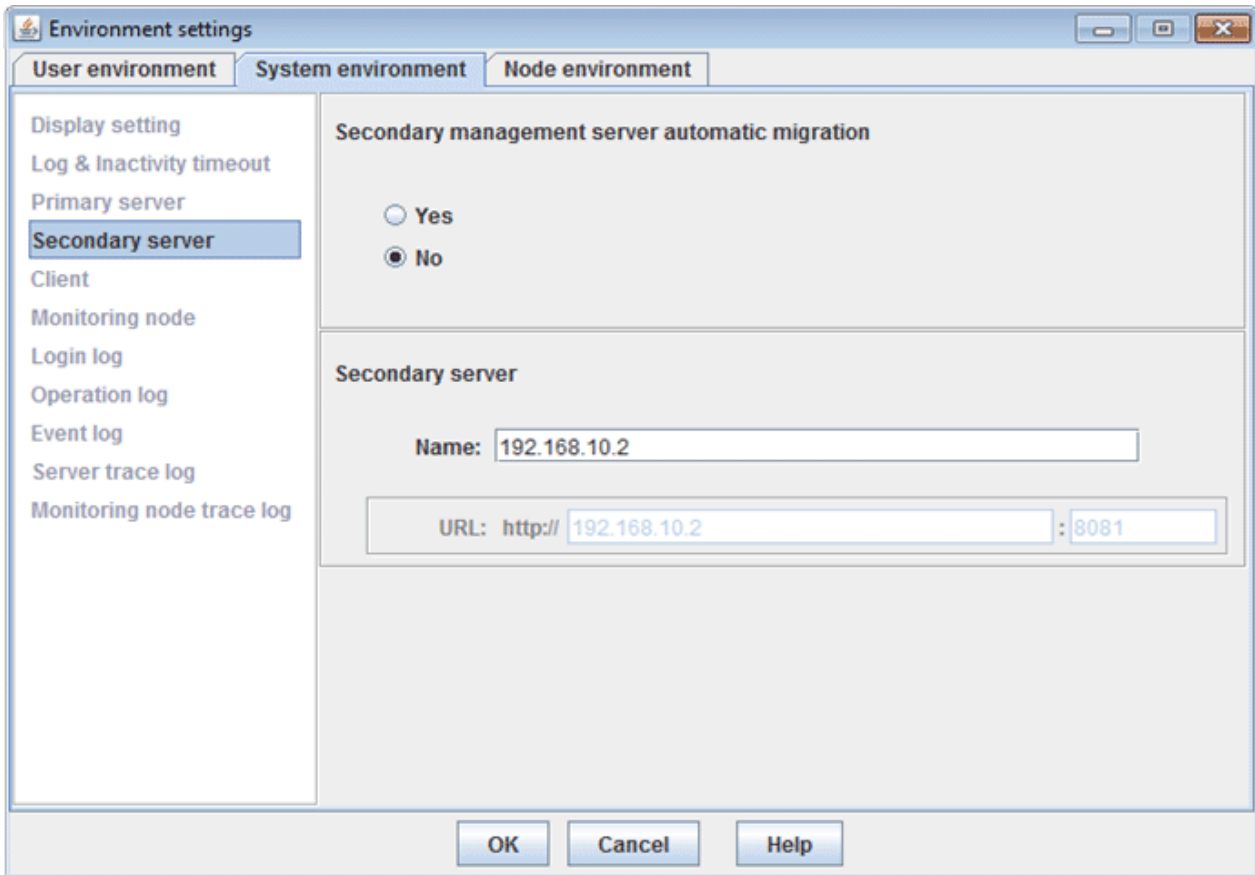 Environment settings
User environment System environment Node environment
Display setting
Log & Inactivity timeout
Primary server
Secondary server
Client
Monitoring node
Login log
Operation log
Event log
Server trace log
Monitoring node trace log
Secondary management server automatic migration
Yes
No
Secondary server
Name: 192.168.10.2
URL: http:// 192.168.10.2 : 8081
OK Cancel Help